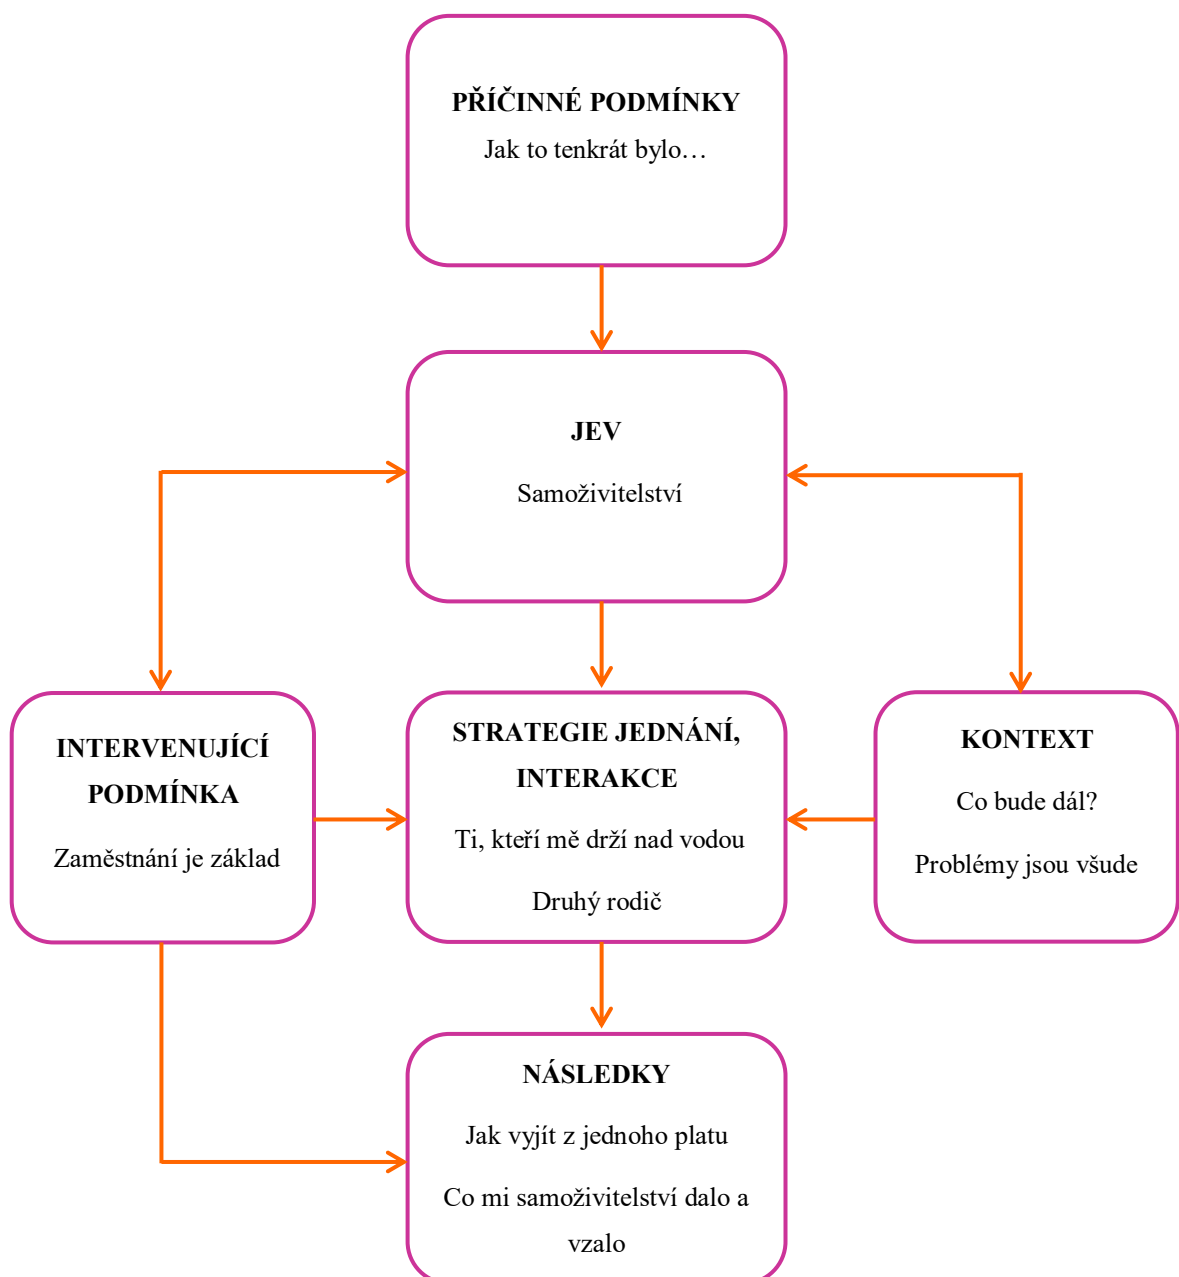 PŘÍČINNÉ PODMÍNKY
Jak to tenkrát bylo…
JEV
Samoživitelství
INTERVENUJÍCÍ
PODMÍNKA
Zaměstnání je základ
STRATEGIE JEDNÁNÍ,
INTERAKCE
Ti, kteří mě drží nad vodou
Druhý rodič
KONTEXT
Co bude dál?
Problémy jsou všude
NÁSLEDKY
Jak vyjít z jednoho platu
Co mi samoživitelství dalo a
vzalo